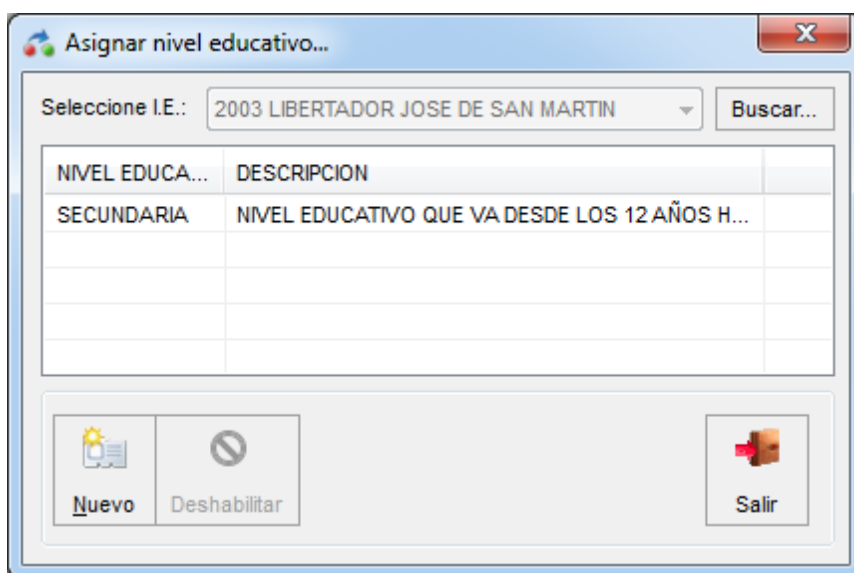 Asignar nivel educativo...
Seleccione I.E.: 2003 LIBERTADOR JOSE DE SAN MARTIN Buscar...
NIVEL EDUCA... DESCRIPCION
SECUNDARIA NIVEL EDUCATIVO QUE VA DESDE LOS 12 AÑOS H...
Nuevo Deshabilitar Salir